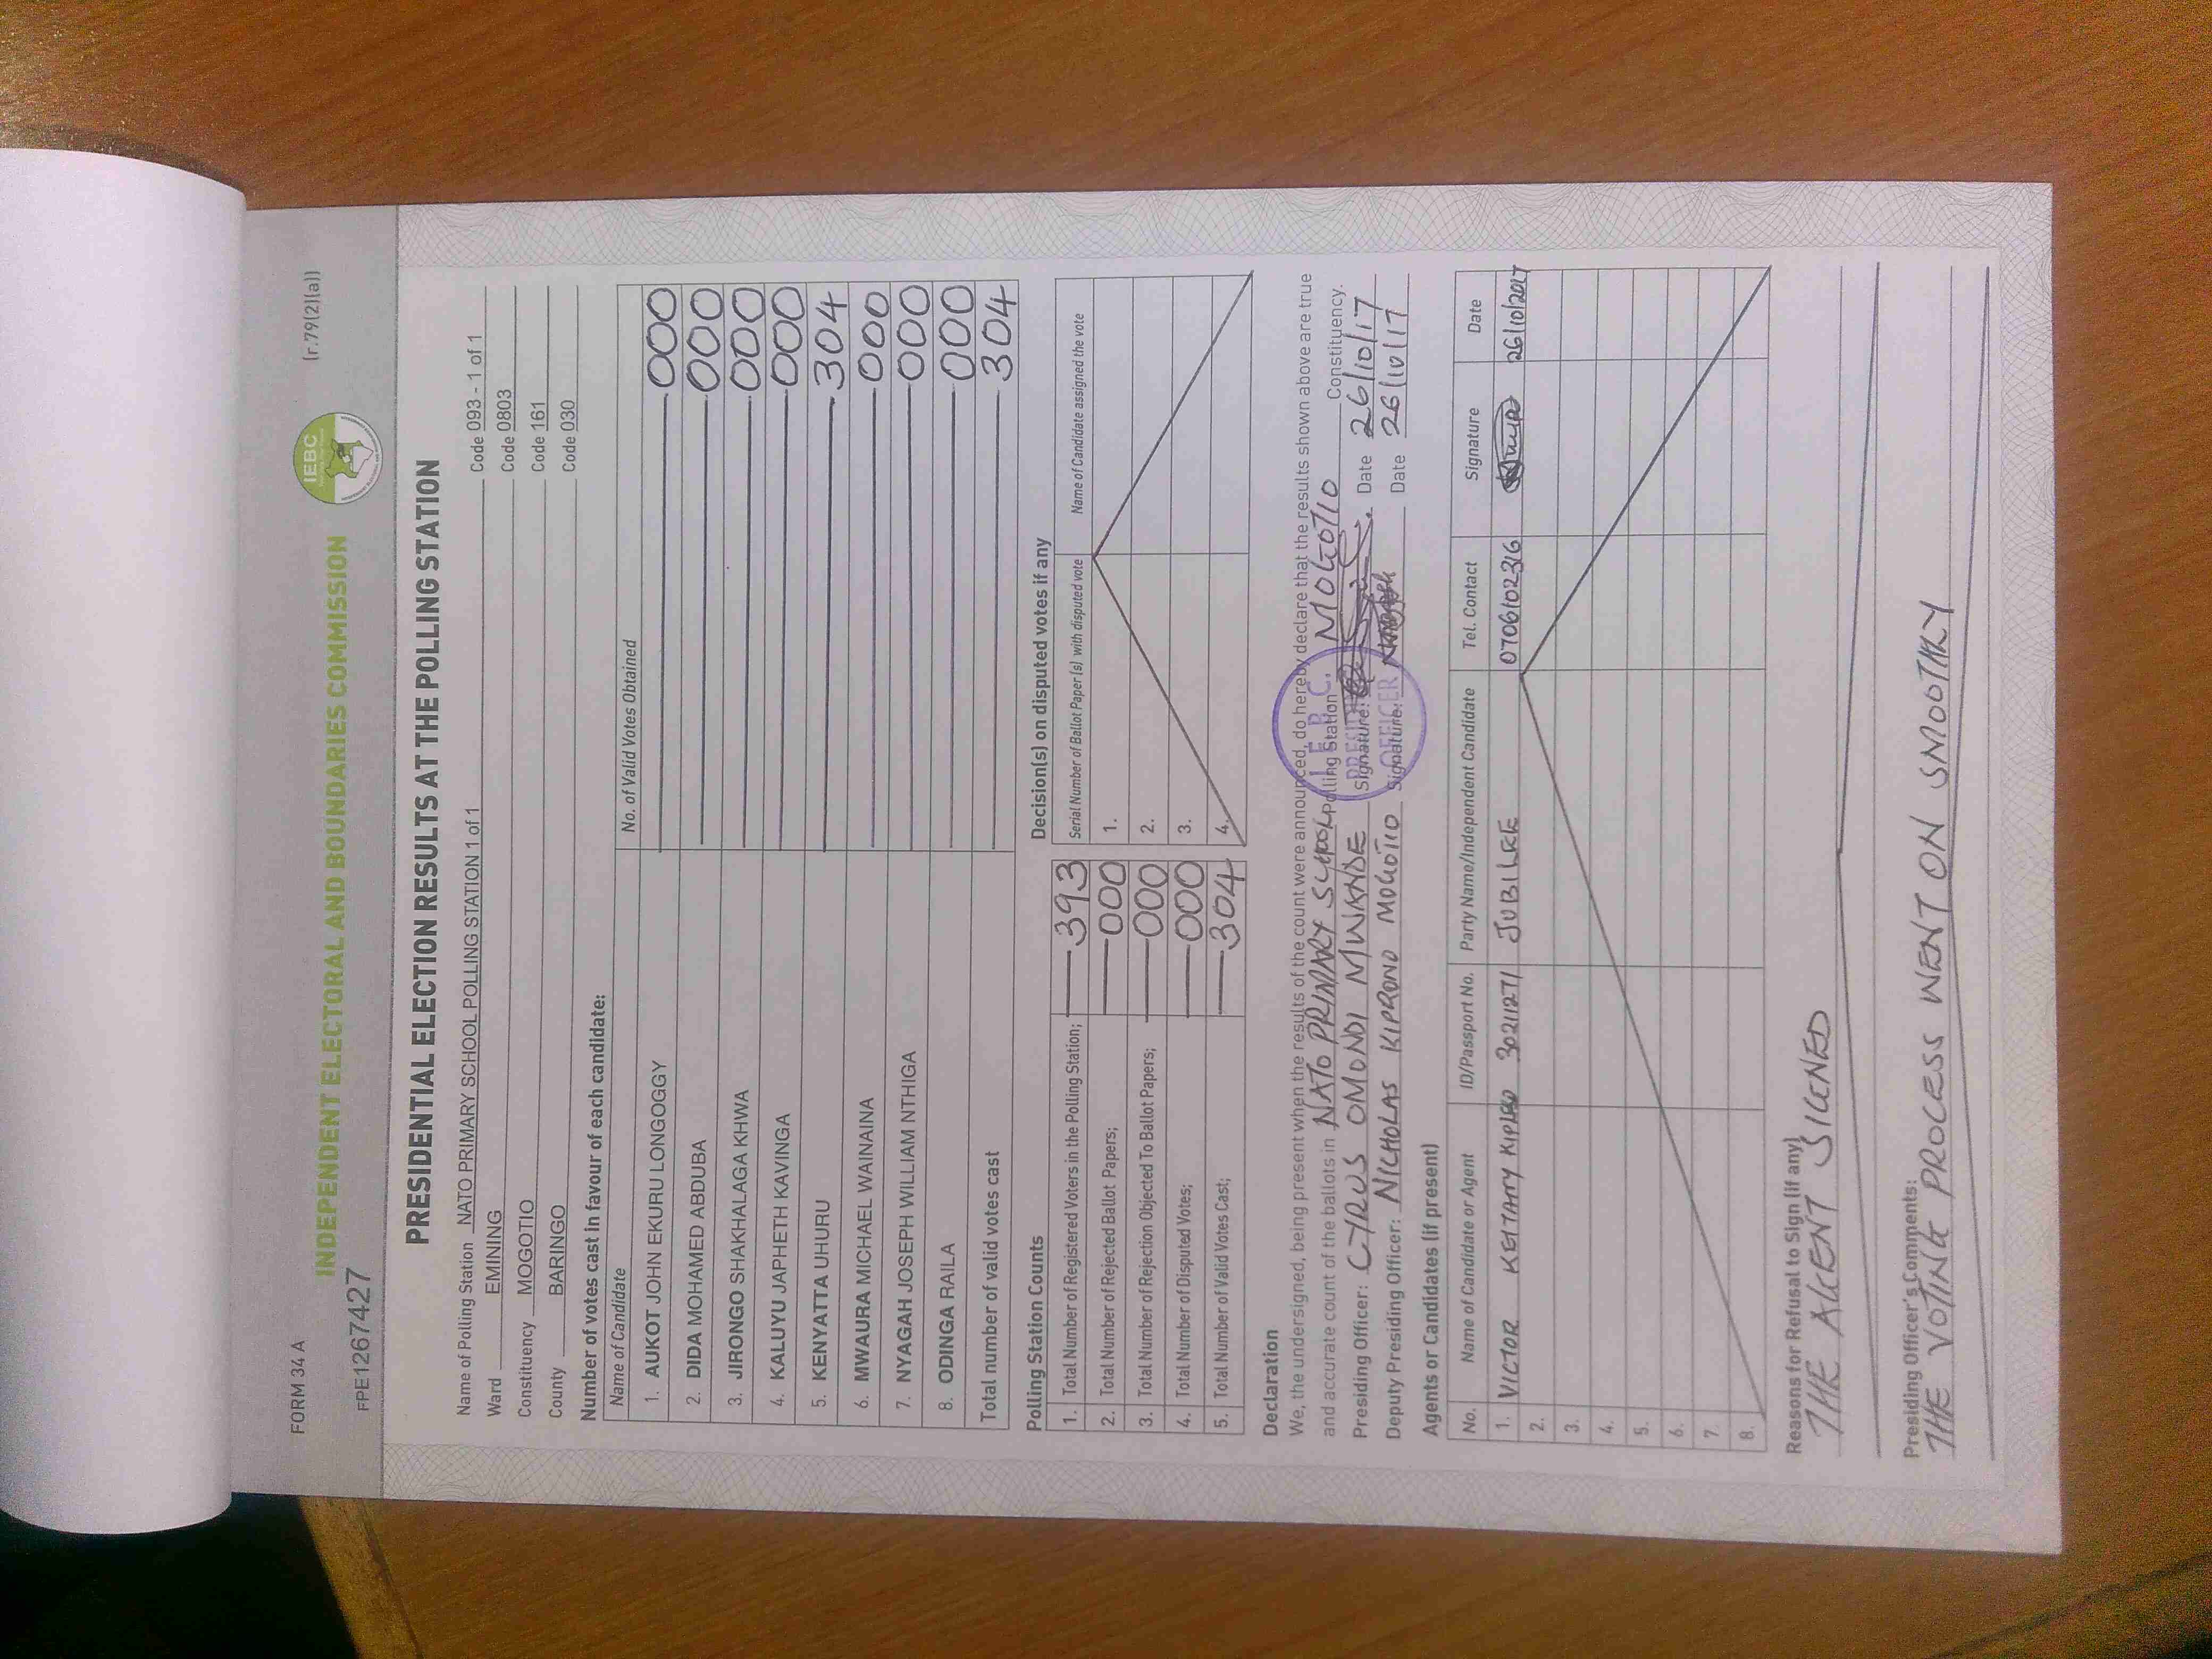 FORM 34 A
(r.79(2)(a))
INDEPENDENT ELECTORAL AND BOUNDARIES COMMISSION
IEBC
FPE1267427
PRESIDENTIAL ELECTION RESULTS AT THE POLLING STATION
Name of Polling Station NATO PRIMARY SCHOOL POLLING STATION 1 of 1 Code 093 - 1 of 1
Ward EMINING Code 0803
Constituency MOGOTIO Code 161
County BARINGO Code 030
Number of votes cast in favour of each candidate:
Name of Candidate No. of Valid Votes Obtained
1. AUKOT JOHN EKURU LONGOGGY 000
2. DIDA MOHAMED ABDUBA 000
3. JIRONGO SHAKHALAGA KHWA 000
4. KALUYU JAPHETH KAVINGA 000
5. KENYATTA UHURU 304
6. MWAURA MICHAEL WAINAINA 000
7. NYAGAH JOSEPH WILLIAM NTHIGA 000
8. ODINGA RAILA 000
Total number of valid votes cast 304
Polling Station Counts
1. Total Number of Registered Voters in the Polling Station; 393
2. Total Number of Rejected Ballot Papers; 000
3. Total Number of Rejection Objected To Ballot Papers; 000
4. Total Number of Disputed Votes; 000
5. Total Number of Valid Votes Cast; 304
Decision(s) on disputed votes if any
Serial Number of Ballot Paper(s) with disputed vote Name of Candidate assigned the vote
1.
2.
3.
4.
Declaration
We, the undersigned, being present when the results of the count were announced, do hereby declare that the results shown above are true
and accurate count of the ballots in NATO PRIMARY SCHOOL Polling Station MOGOTIO Constituency.
Presiding Officer: CYRUS OMONDI MWANDE Signature: Date 26/10/17
Deputy Presiding Officer: NICHOLAS KIPRONO MOGOTIO Signature: Date 26/10/17
I.E.B.C.
PRESIDING
OFFICER
Agents or Candidates (if present)
No. Name of Candidate or Agent ID/Passport No. Party Name/Independent Candidate Tel. Contact Signature Date
1. VICTOR KEITANY 30211271 JUBILEE 0706102316 26/10/2017
2.
3.
4.
5.
6.
7.
8.
Reasons for Refusal to Sign (if any)
THE AGENT SIGNED
Presiding Officer's Comments:
THE VOTING PROCESS WENT ON SMOOTHLY